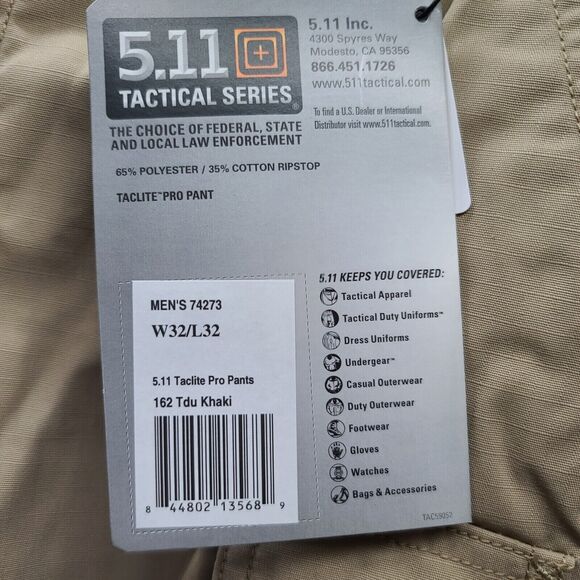 5.11
TACTICAL SERIES®
5.11 Inc.
4300 Spyres Way
Modesto, CA 95356
866.451.1726
www.511tactical.com
To find a U.S. Dealer or International
Distributor visit www.511tactical.com.
THE CHOICE OF FEDERAL, STATE
AND LOCAL LAW ENFORCEMENT
65% POLYESTER / 35% COTTON RIPSTOP
TACLITE™ PRO PANT
MEN'S 74273
W32/L32
5.11 Taclite Pro Pants
162 Tdu Khaki
8 44802 13568 9
5.11 KEEPS YOU COVERED:
Tactical Apparel
Tactical Duty Uniforms™
Dress Uniforms
Undergear™
Casual Outerwear
Duty Outerwear
Footwear
Gloves
Watches
Bags & Accessories
TAC59052